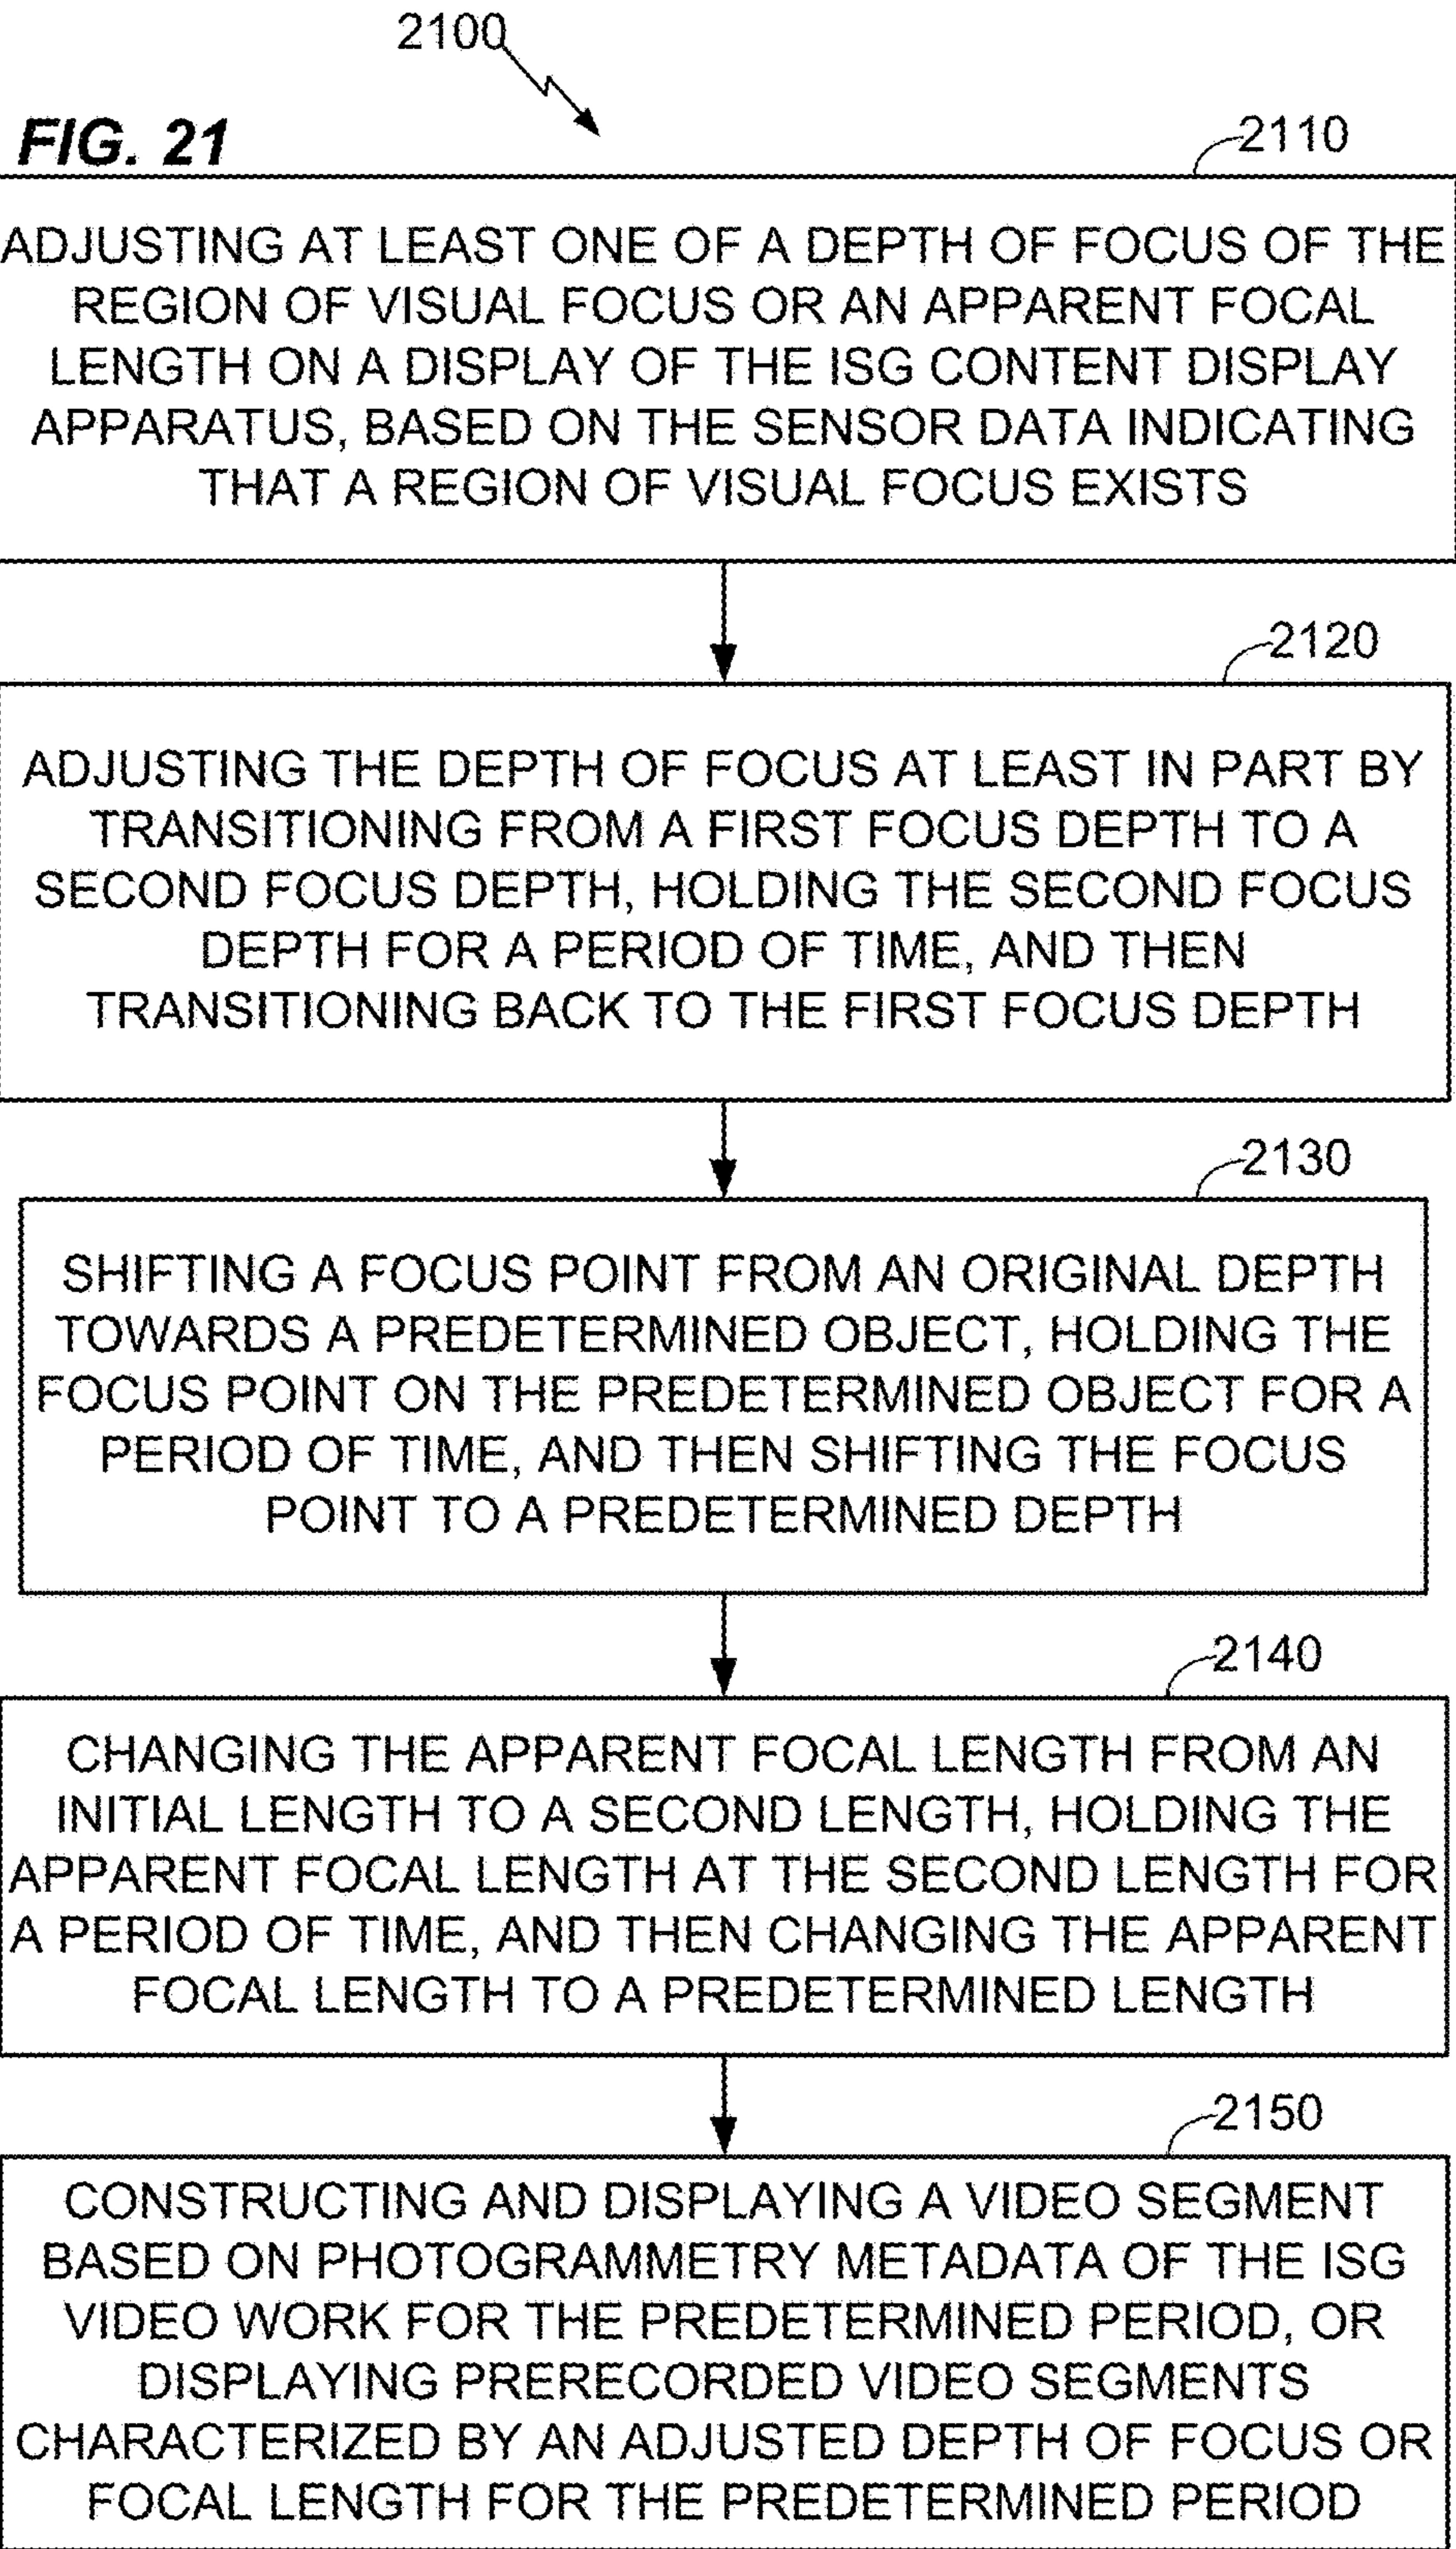 2100
FIG. 21
2110
ADJUSTING AT LEAST ONE OF A DEPTH OF FOCUS OF THE
REGION OF VISUAL FOCUS OR AN APPARENT FOCAL
LENGTH ON A DISPLAY OF THE ISG CONTENT DISPLAY
APPARATUS, BASED ON THE SENSOR DATA INDICATING
THAT A REGION OF VISUAL FOCUS EXISTS
2120
ADJUSTING THE DEPTH OF FOCUS AT LEAST IN PART BY
TRANSITIONING FROM A FIRST FOCUS DEPTH TO A
SECOND FOCUS DEPTH, HOLDING THE SECOND FOCUS
DEPTH FOR A PERIOD OF TIME, AND THEN
TRANSITIONING BACK TO THE FIRST FOCUS DEPTH
2130
SHIFTING A FOCUS POINT FROM AN ORIGINAL DEPTH
TOWARDS A PREDETERMINED OBJECT, HOLDING THE
FOCUS POINT ON THE PREDETERMINED OBJECT FOR A
PERIOD OF TIME, AND THEN SHIFTING THE FOCUS
POINT TO A PREDETERMINED DEPTH
2140
CHANGING THE APPARENT FOCAL LENGTH FROM AN
INITIAL LENGTH TO A SECOND LENGTH, HOLDING THE
APPARENT FOCAL LENGTH AT THE SECOND LENGTH FOR
A PERIOD OF TIME, AND THEN CHANGING THE APPARENT
FOCAL LENGTH TO A PREDETERMINED LENGTH
2150
CONSTRUCTING AND DISPLAYING A VIDEO SEGMENT
BASED ON PHOTOGRAMMETRY METADATA OF THE ISG
VIDEO WORK FOR THE PREDETERMINED PERIOD, OR
DISPLAYING PRERECORDED VIDEO SEGMENTS
CHARACTERIZED BY AN ADJUSTED DEPTH OF FOCUS OR
FOCAL LENGTH FOR THE PREDETERMINED PERIOD